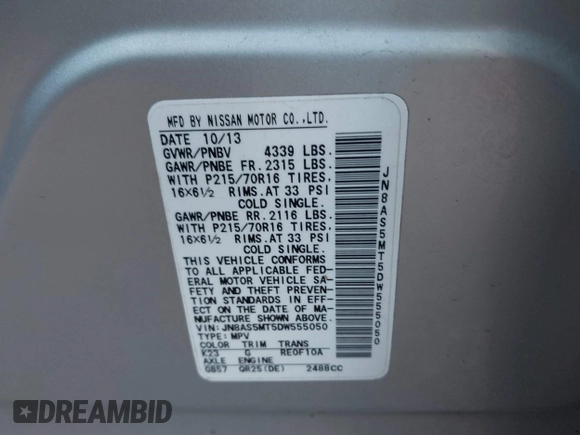 MFD BY NISSAN MOTOR CO.,LTD.
DATE 10/13
GVWR/PNBV 4339 LBS.
GAWR/PNBE FR. 2315 LBS.
WITH P215/70R16 TIRES.
16×6½ RIMS. AT 33 PSI
COLD SINGLE.
GAWR/PNBE RR. 2116 LBS.
WITH P215/70R16 TIRES.
16×6½ RIMS. AT 33 PSI
COLD SINGLE.
THIS VEHICLE CONFORMS
TO ALL APPLICABLE FED-
ERAL MOTOR VEHICLE SA-
FETY AND THEFT PREVEN-
TION STANDARDS IN EFF-
ECT ON THE DATE OF MA-
NUFACTURE SHOWN ABOVE.
VIN: JN8AS5MT5DW555050
TYPE: MPV
COLOR TRIM TRANS
K23 G RE0F10A
AXLE ENGINE
GB57 QR25(DE) 2488CC
JN8AS5MT5DW555050
DREAMBID